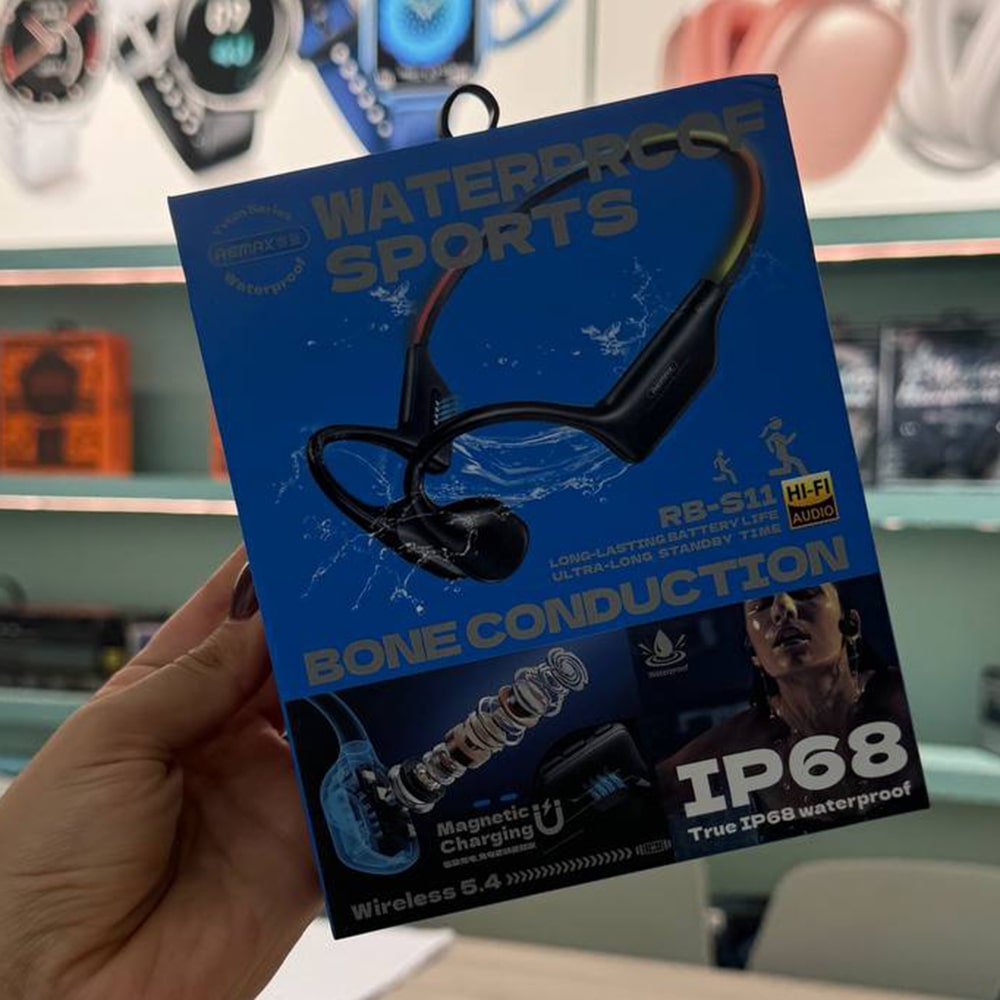 WATERPROOF
SPORTS
REMAX
Waterproof
RB-S11
HI-FI
AUDIO
LONG-LASTING BATTERY LIFE
ULTRA-LONG STANDBY TIME
BONE CONDUCTION
Waterproof
Magnetic
Charging
IP68
True IP68 waterproof
Wireless 5.4